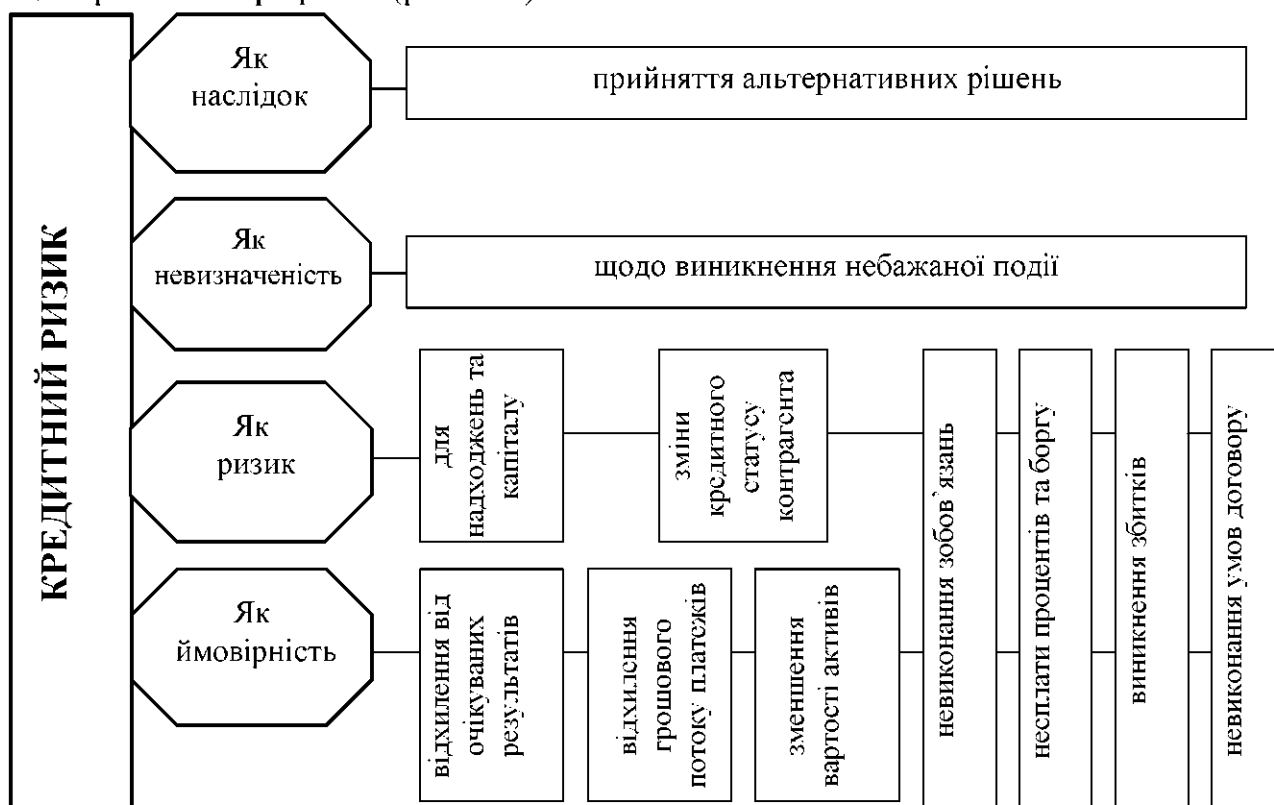 КРЕДИТНИЙ РИЗИК
Як
наслідок
прийняття альтернативних рішень
Як
невизначеність
щодо виникнення небажаної події
Як
ризик
для
надходжень та
капіталу
зміни
кредитного
статусу
контрагента
Як
ймовірність
відхилення від
очікуваних
результатів
відхилення
грошового
потоку платежів
зменшення
вартості активів
невиконання зобов`язань
несплати процентів та боргу
виникнення збитків
невиконання умов договору